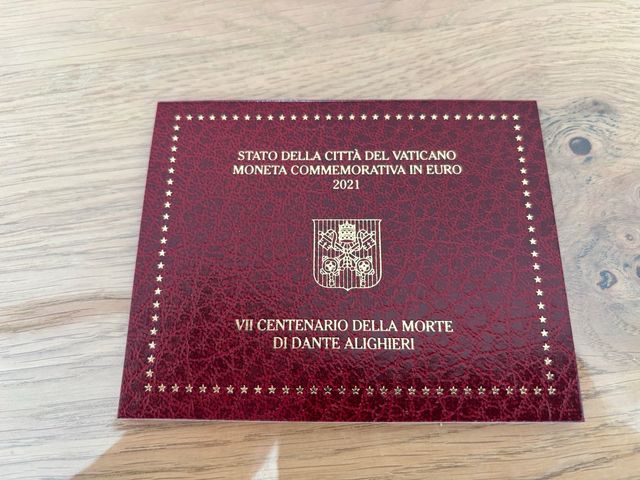 STATO DELLA CITTÀ DEL VATICANO
MONETA COMMEMORATIVA IN EURO
2021
VII CENTENARIO DELLA MORTE
DI DANTE ALIGHIERI